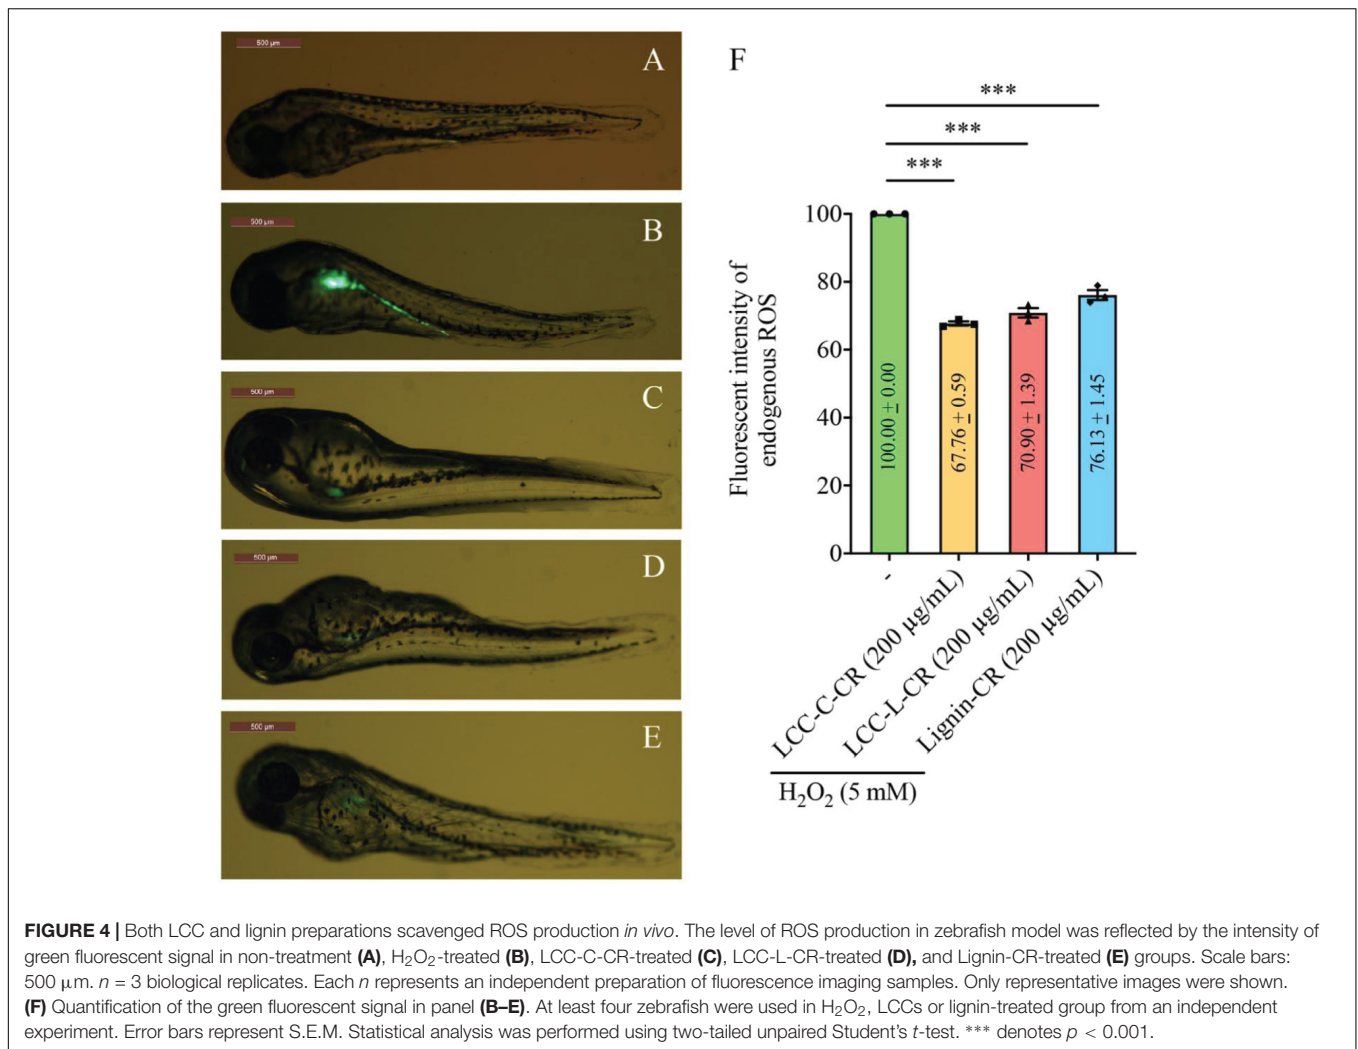 500 µm
A
500 µm
B
500 µm
C
500 µm
D
500 µm
E
F
***
***
***
Fluorescent intensity of
endogenous ROS
100
80
60
40
20
0
100.00 ± 0.00
67.76 ± 0.59
70.90 ± 1.39
76.13 ± 1.45
-
LCC-C-CR (200 µg/mL)
LCC-L-CR (200 µg/mL)
Lignin-CR (200 µg/mL)
H₂O₂ (5 mM)
FIGURE 4 | Both LCC and lignin preparations scavenged ROS production in vivo. The level of ROS production in zebrafish model was reflected by the intensity of
green fluorescent signal in non-treatment (A), H₂O₂-treated (B), LCC-C-CR-treated (C), LCC-L-CR-treated (D), and Lignin-CR-treated (E) groups. Scale bars:
500 µm. n = 3 biological replicates. Each n represents an independent preparation of fluorescence imaging samples. Only representative images were shown.
(F) Quantification of the green fluorescent signal in panel (B–E). At least four zebrafish were used in H₂O₂, LCCs or lignin-treated group from an independent
experiment. Error bars represent S.E.M. Statistical analysis was performed using two-tailed unpaired Student's t-test. *** denotes p < 0.001.